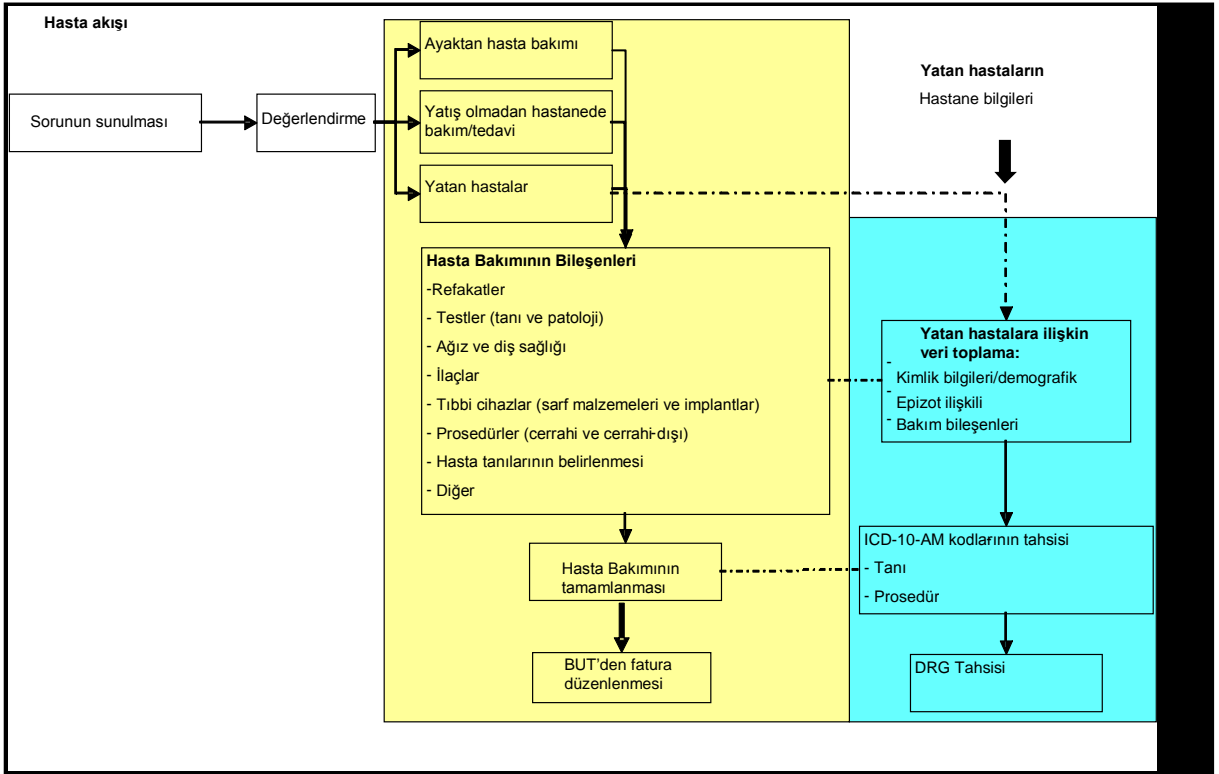 Hasta akışı
Sorunun sunulması
Değerlendirme
Ayaktan hasta bakımı
Yatış olmadan hastanede
bakım/tedavi
Yatan hastalar
Hasta Bakımının Bileşenleri
-Refakatler
- Testler (tanı ve patoloji)
- Ağız ve diş sağlığı
- İlaçlar
- Tıbbi cihazlar (sarf malzemeleri ve implantlar)
- Prosedürler (cerrahi ve cerrahi-dışı)
- Hasta tanılarının belirlenmesi
- Diğer
Hasta Bakımının
tamamlanması
BUT'den fatura
düzenlenmesi
Yatan hastaların
Hastane bilgileri
Yatan hastalara ilişkin
veri toplama:
- Kimlik bilgileri/demografik
- Epizot ilişkili
- Bakım bileşenleri
ICD-10-AM kodlarının tahsisi
- Tanı
- Prosedür
DRG Tahsisi